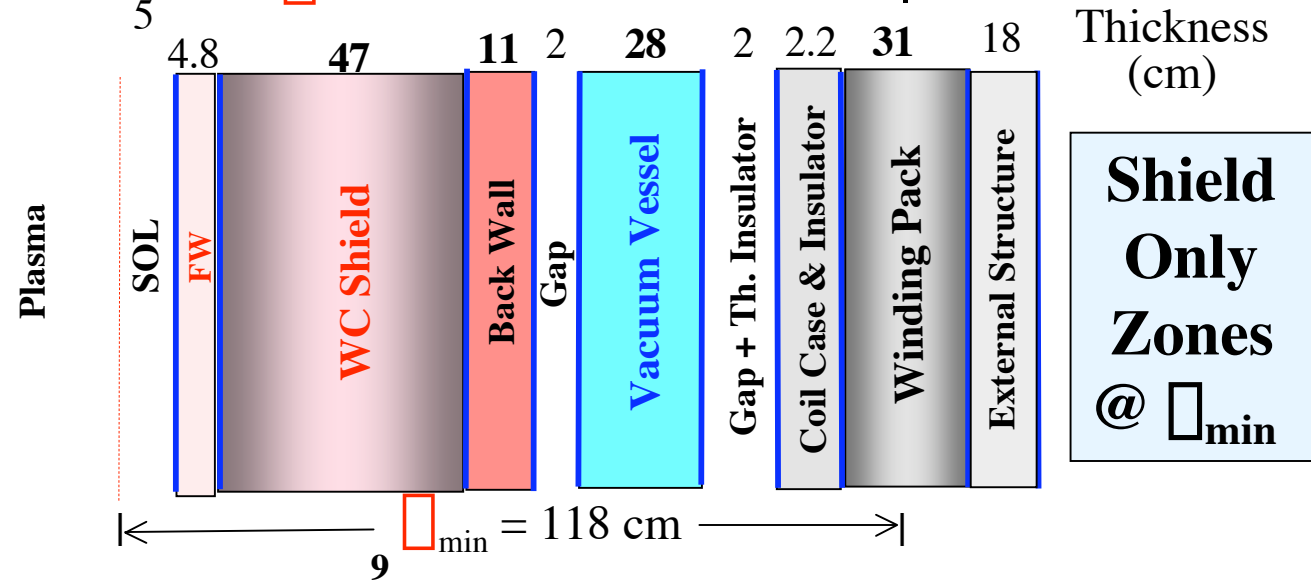 5
4.8
47
11
2
28
2
2.2
31
18
Thickness
(cm)
Plasma
SOL
FW
WC Shield
Back Wall
Gap
Vacuum Vessel
Gap + Th. Insulator
Coil Case & Insulator
Winding Pack
External Structure
Shield
Only
Zones
@ □min
□min = 118 cm
9